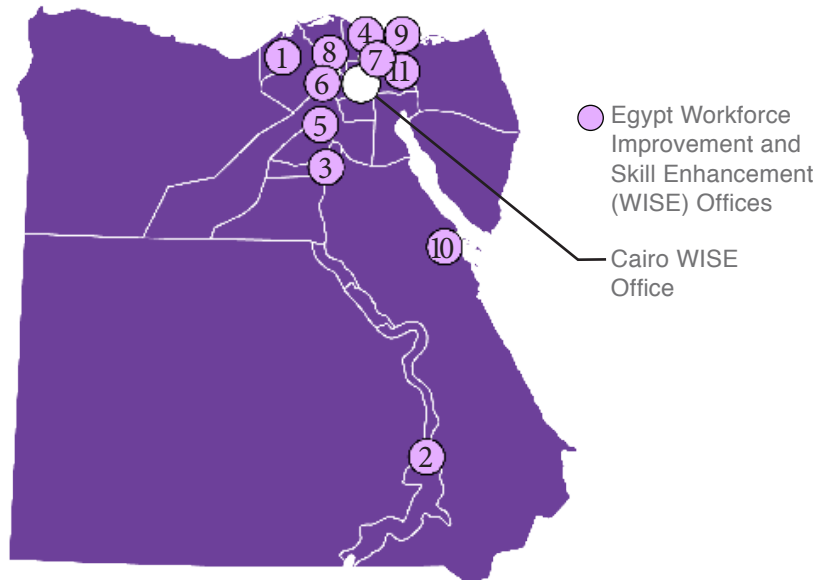 4
9
8
1
7
11
6
5
3
10
2
Egypt Workforce
Improvement and
Skill Enhancement
(WISE) Offices
Cairo WISE
Office